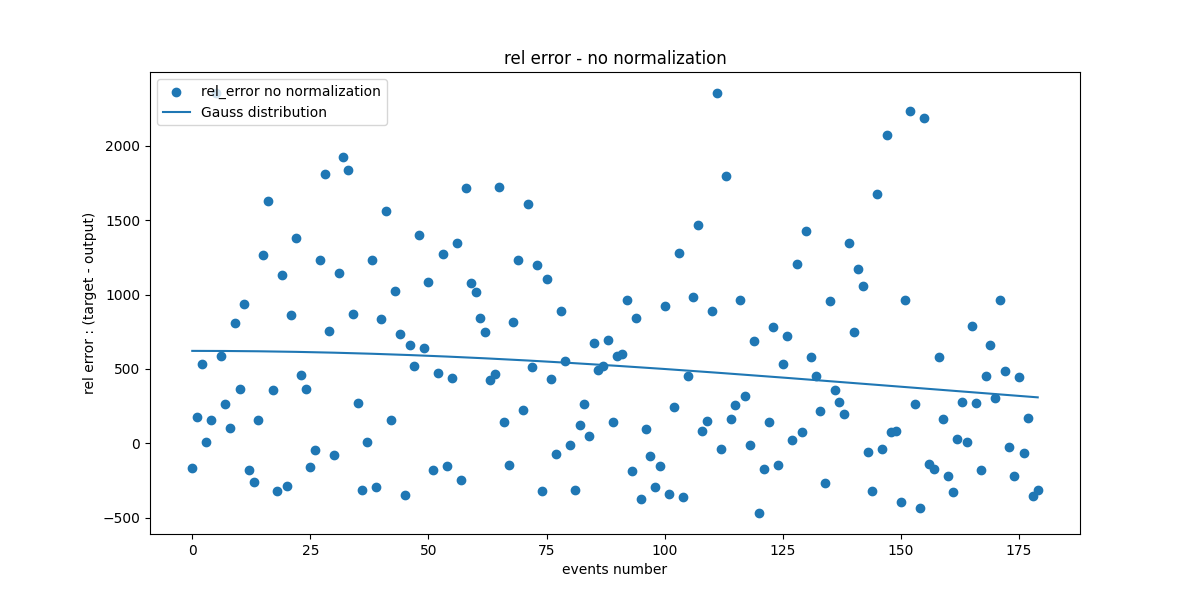 rel error - no normalization
rel_error no normalization
Gauss distribution
rel error : (target - output)
2000
1500
1000
500
0
−500
0 25 50 75 100 125 150 175
events number